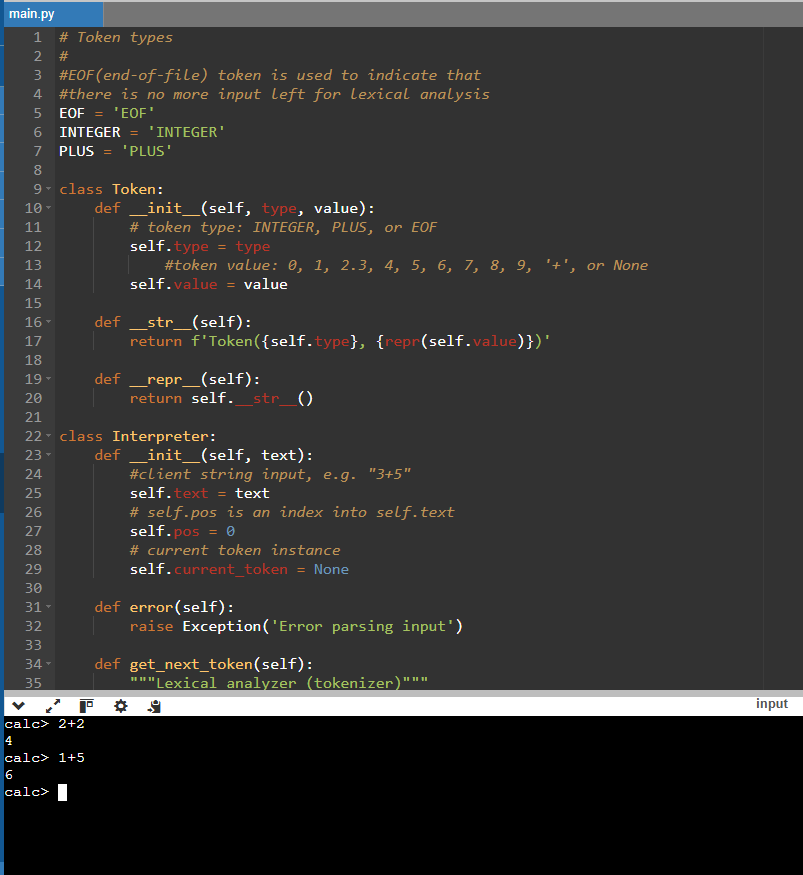 main.py
1 # Token types
2 #
3 #EOF(end-of-file) token is used to indicate that
4 #there is no more input left for lexical analysis
5 EOF = 'EOF'
6 INTEGER = 'INTEGER'
7 PLUS = 'PLUS'
8
9 class Token:
10     def __init__(self, type, value):
11         # token type: INTEGER, PLUS, or EOF
12         self.type = type
13             #token value: 0, 1, 2.3, 4, 5, 6, 7, 8, 9, '+', or None
14         self.value = value
15
16     def __str__(self):
17         return f'Token({self.type}, {repr(self.value)})'
18
19     def __repr__(self):
20         return self.__str__()
21
22 class Interpreter:
23     def __init__(self, text):
24         #client string input, e.g. "3+5"
25         self.text = text
26         # self.pos is an index into self.text
27         self.pos = 0
28         # current token instance
29         self.current_token = None
30
31     def error(self):
32         raise Exception('Error parsing input')
33
34     def get_next_token(self):
35         """Lexical analyzer (tokenizer)"""
input
calc> 2+2
4
calc> 1+5
6
calc>